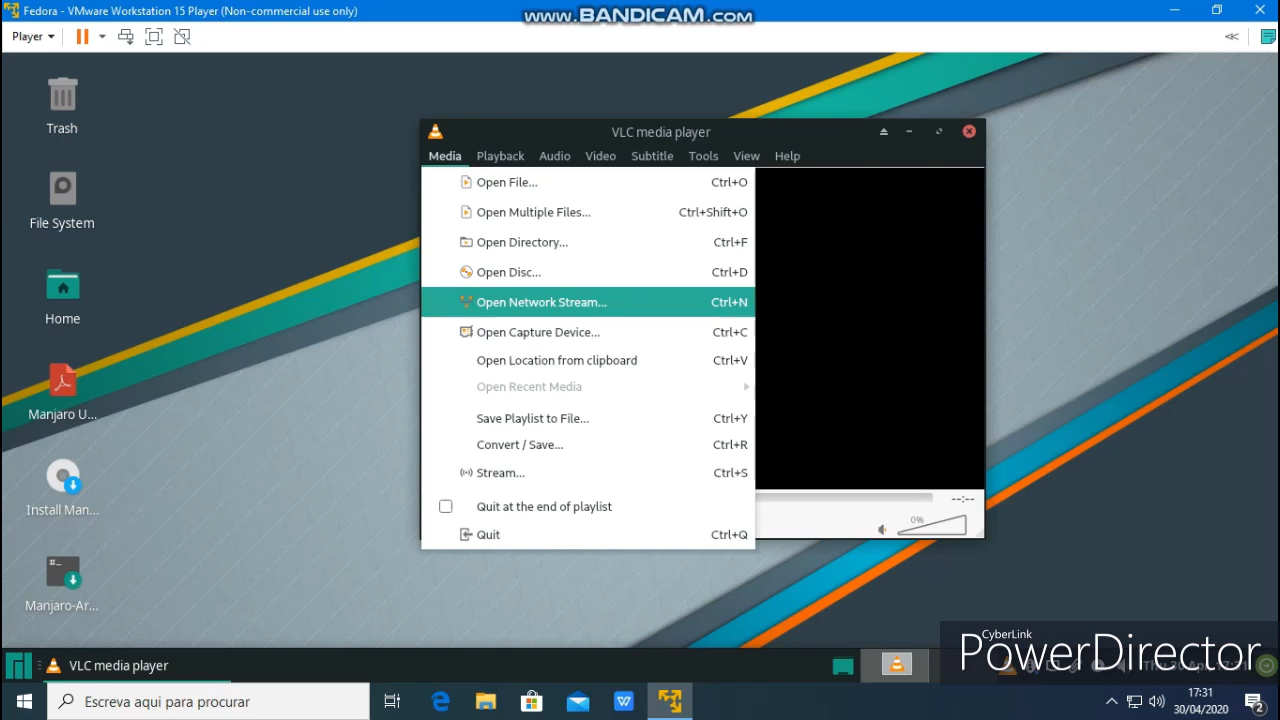 Fedora - VMware Workstation 15 Player (Non-commercial use only)
www.BANDICAM.com
Player
Trash
File System
Home
Manjaro U...
Install Man...
Manjaro-Ar...
VLC media player
Media Playback Audio Video Subtitle Tools View Help
Open File... Ctrl+O
Open Multiple Files... Ctrl+Shift+O
Open Directory... Ctrl+F
Open Disc... Ctrl+D
Open Network Stream... Ctrl+N
Open Capture Device... Ctrl+C
Open Location from clipboard Ctrl+V
Open Recent Media
Save Playlist to File... Ctrl+Y
Convert / Save... Ctrl+R
Stream... Ctrl+S
Quit at the end of playlist
Quit Ctrl+Q
--:--
0%
CyberLink
PowerDirector
VLC media player
Escreva aqui para procurar
17:31
30/04/2020
2